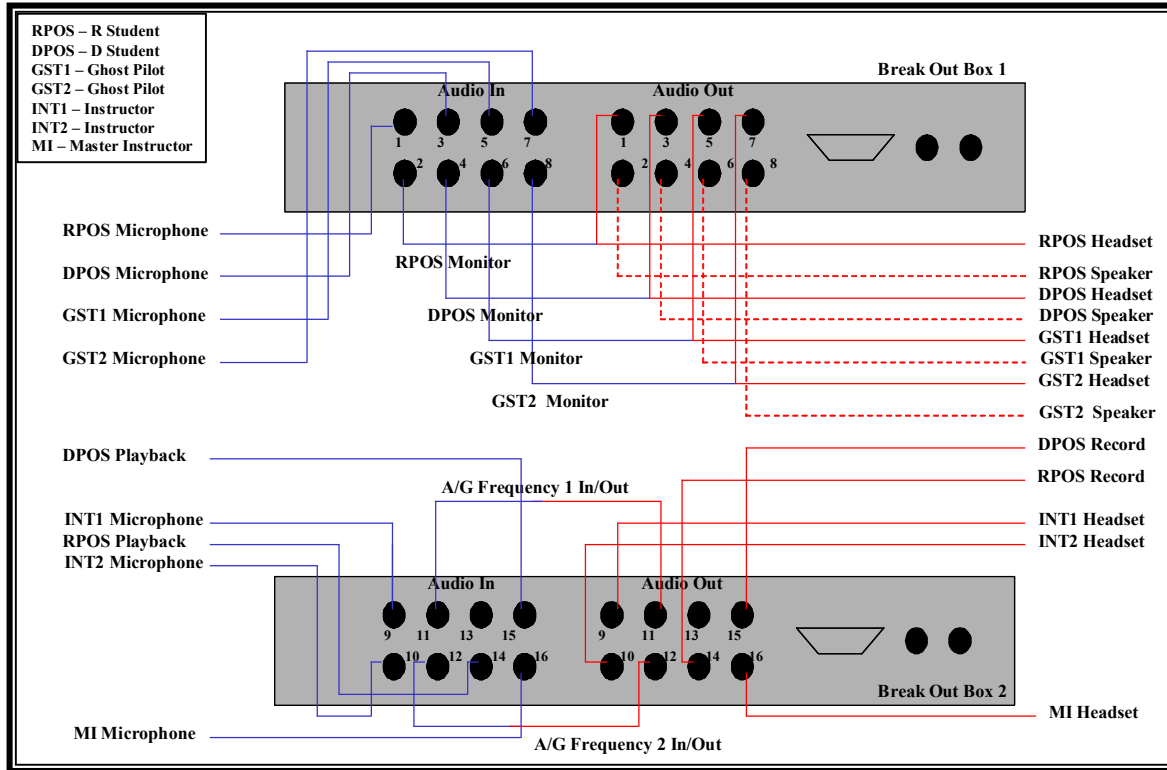 RPOS – R Student
DPOS – D Student
GST1 – Ghost Pilot
GST2 – Ghost Pilot
INT1 – Instructor
INT2 – Instructor
MI – Master Instructor
Break Out Box 1
Audio In
Audio Out
1 3 5 7
2 4 6 8
1 3 5 7
2 4 6 8
RPOS Microphone
DPOS Microphone
GST1 Microphone
GST2 Microphone
RPOS Monitor
DPOS Monitor
GST1 Monitor
GST2 Monitor
RPOS Headset
RPOS Speaker
DPOS Headset
DPOS Speaker
GST1 Headset
GST1 Speaker
GST2 Headset
GST2 Speaker
DPOS Playback
A/G Frequency 1 In/Out
DPOS Record
RPOS Record
INT1 Microphone
RPOS Playback
INT2 Microphone
INT1 Headset
INT2 Headset
Audio In
Audio Out
9 11 13 15
10 12 14 16
9 11 13 15
10 12 14 16
Break Out Box 2
MI Microphone
A/G Frequency 2 In/Out
MI Headset